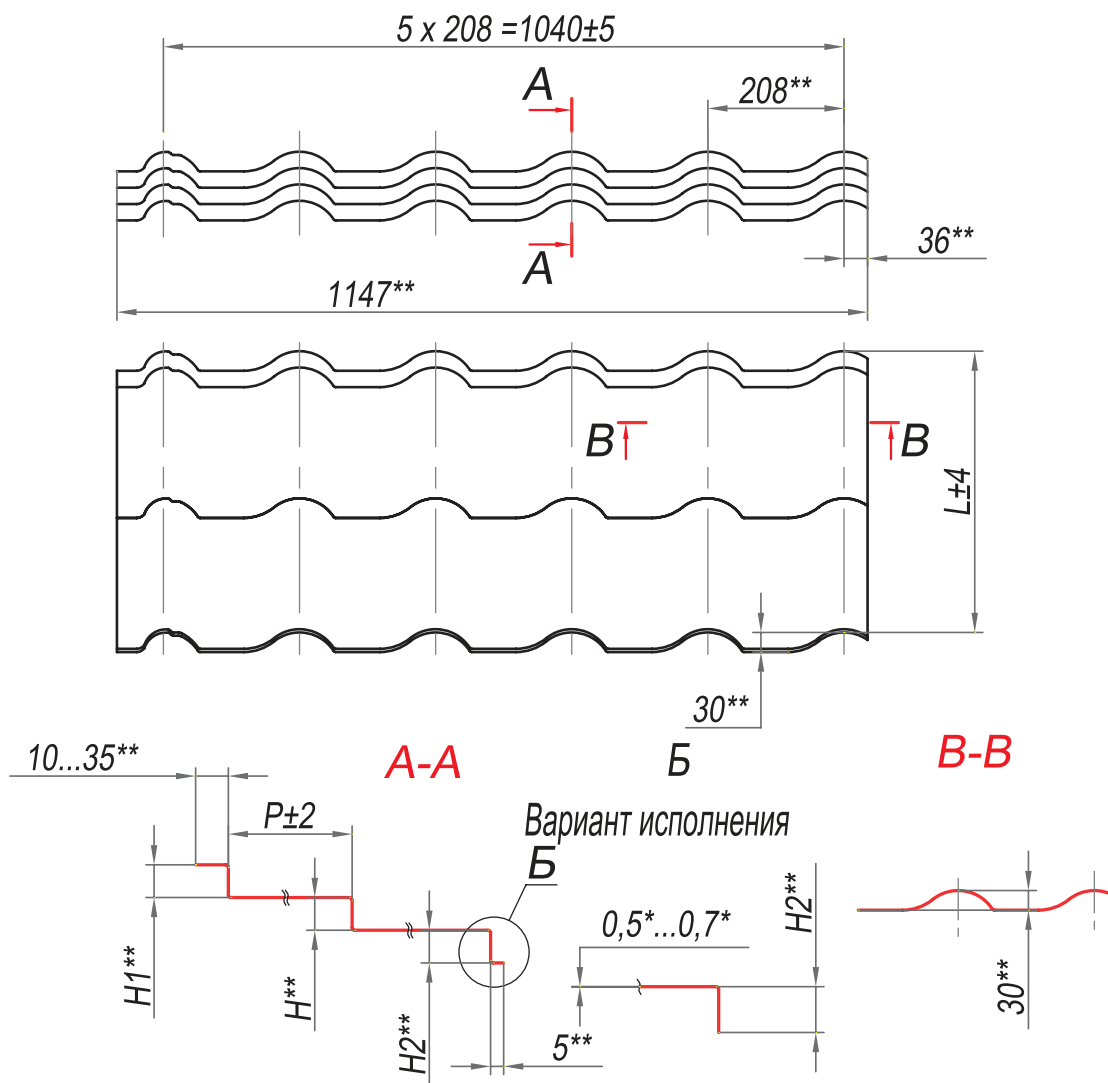 5 x 208 =1040±5
А
208**
А
36**
1147**
В
В
L±4
30**
10...35**
А-А
Б
В-В
P±2
Вариант исполнения
Б
H1**
H**
H2**
5**
0,5*...0,7*
H2**
30**